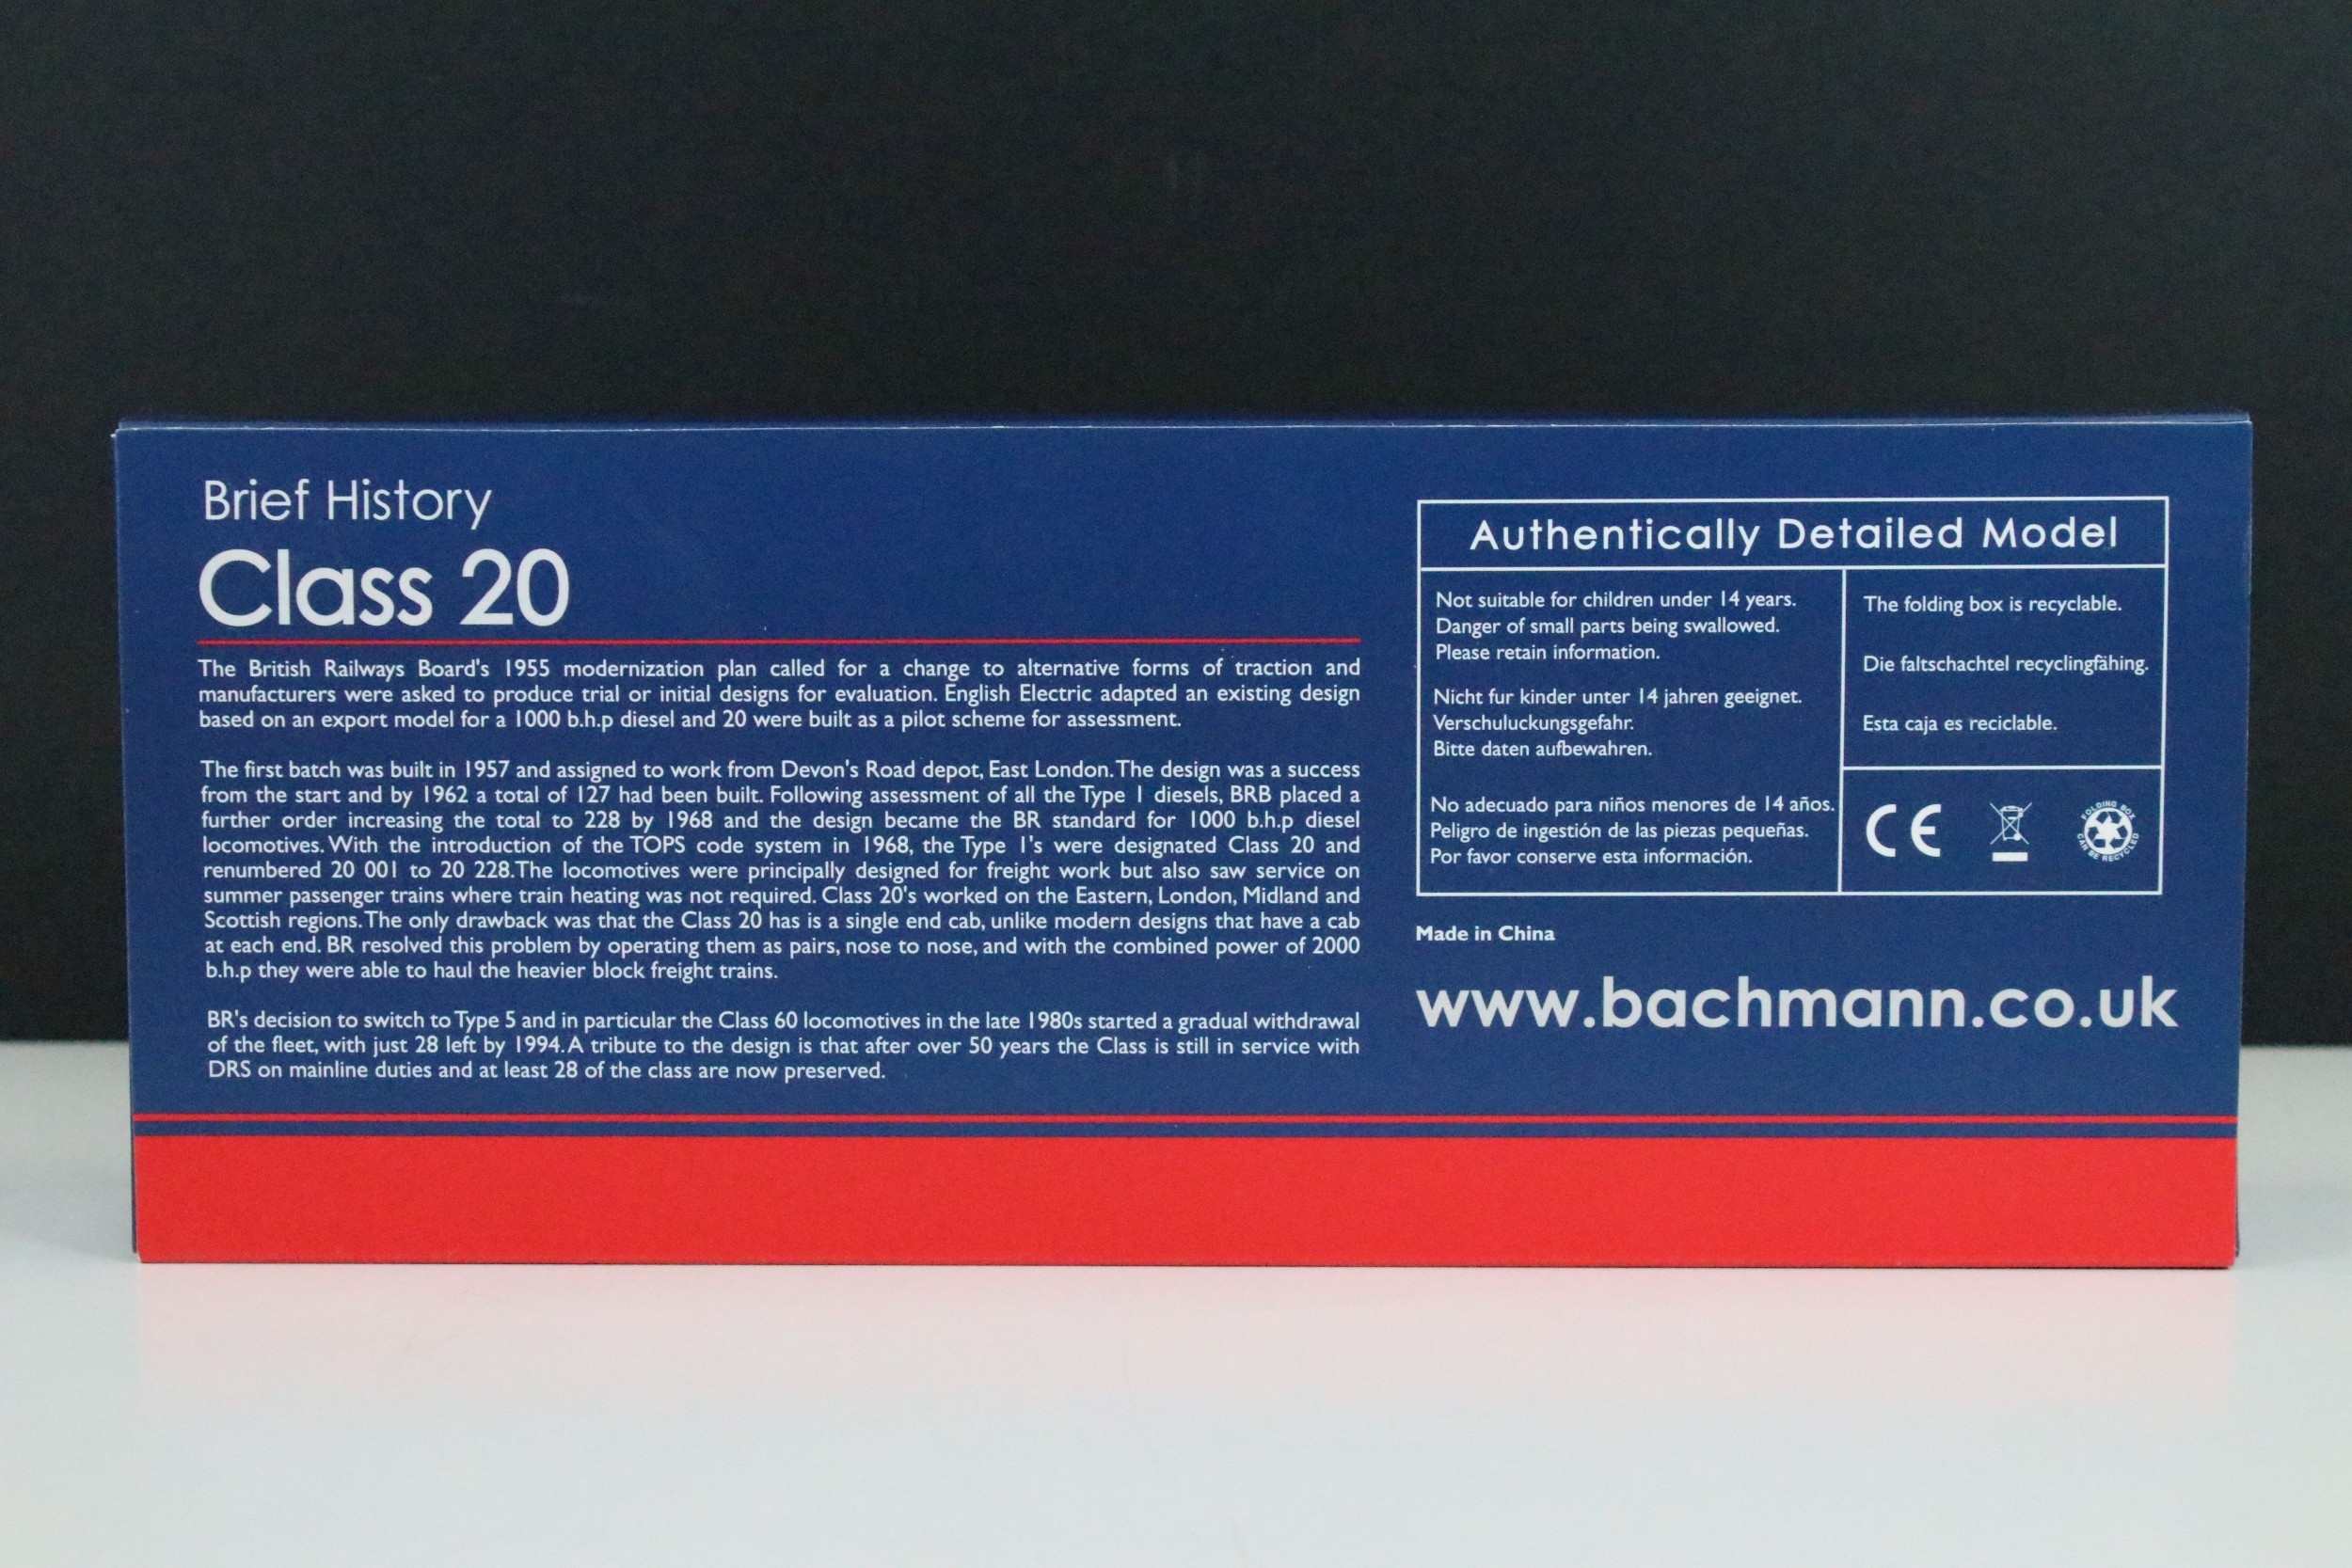 Brief History
Class 20
The British Railways Board's 1955 modernization plan called for a change to alternative forms of traction and
manufacturers were asked to produce trial or initial designs for evaluation. English Electric adapted an existing design
based on an export model for a 1000 b.h.p diesel and 20 were built as a pilot scheme for assessment.
The first batch was built in 1957 and assigned to work from Devon's Road depot, East London. The design was a success
from the start and by 1962 a total of 127 had been built. Following assessment of all the Type 1 diesels, BRB placed a
further order increasing the total to 228 by 1968 and the design became the BR standard for 1000 b.h.p diesel
locomotives. With the introduction of the TOPS code system in 1968, the Type 1's were designated Class 20 and
renumbered 20 001 to 20 228. The locomotives were principally designed for freight work but also saw service on
summer passenger trains where train heating was not required. Class 20's worked on the Eastern, London, Midland and
Scottish regions. The only drawback was that the Class 20 has is a single end cab, unlike modern designs that have a cab
at each end. BR resolved this problem by operating them as pairs, nose to nose, and with the combined power of 2000
b.h.p they were able to haul the heavier block freight trains.
BR's decision to switch to Type 5 and in particular the Class 60 locomotives in the late 1980s started a gradual withdrawal
of the fleet, with just 28 left by 1994. A tribute to the design is that after over 50 years the Class is still in service with
DRS on mainline duties and at least 28 of the class are now preserved.
Authentically Detailed Model
Not suitable for children under 14 years.
Danger of small parts being swallowed.
Please retain information.
Nicht fur kinder unter 14 jahren geeignet.
Verschuluckungsgefahr.
Bitte daten aufbewahren.
No adecuado para niños menores de 14 años.
Peligro de ingestión de las piezas pequeñas.
Por favor conserve esta información.
The folding box is recyclable.
Die faltschachtel recyclingfähing.
Esta caja es reciclable.
CE
FOLDING BOX
CAN BE RECYCLED
Made in China
www.bachmann.co.uk